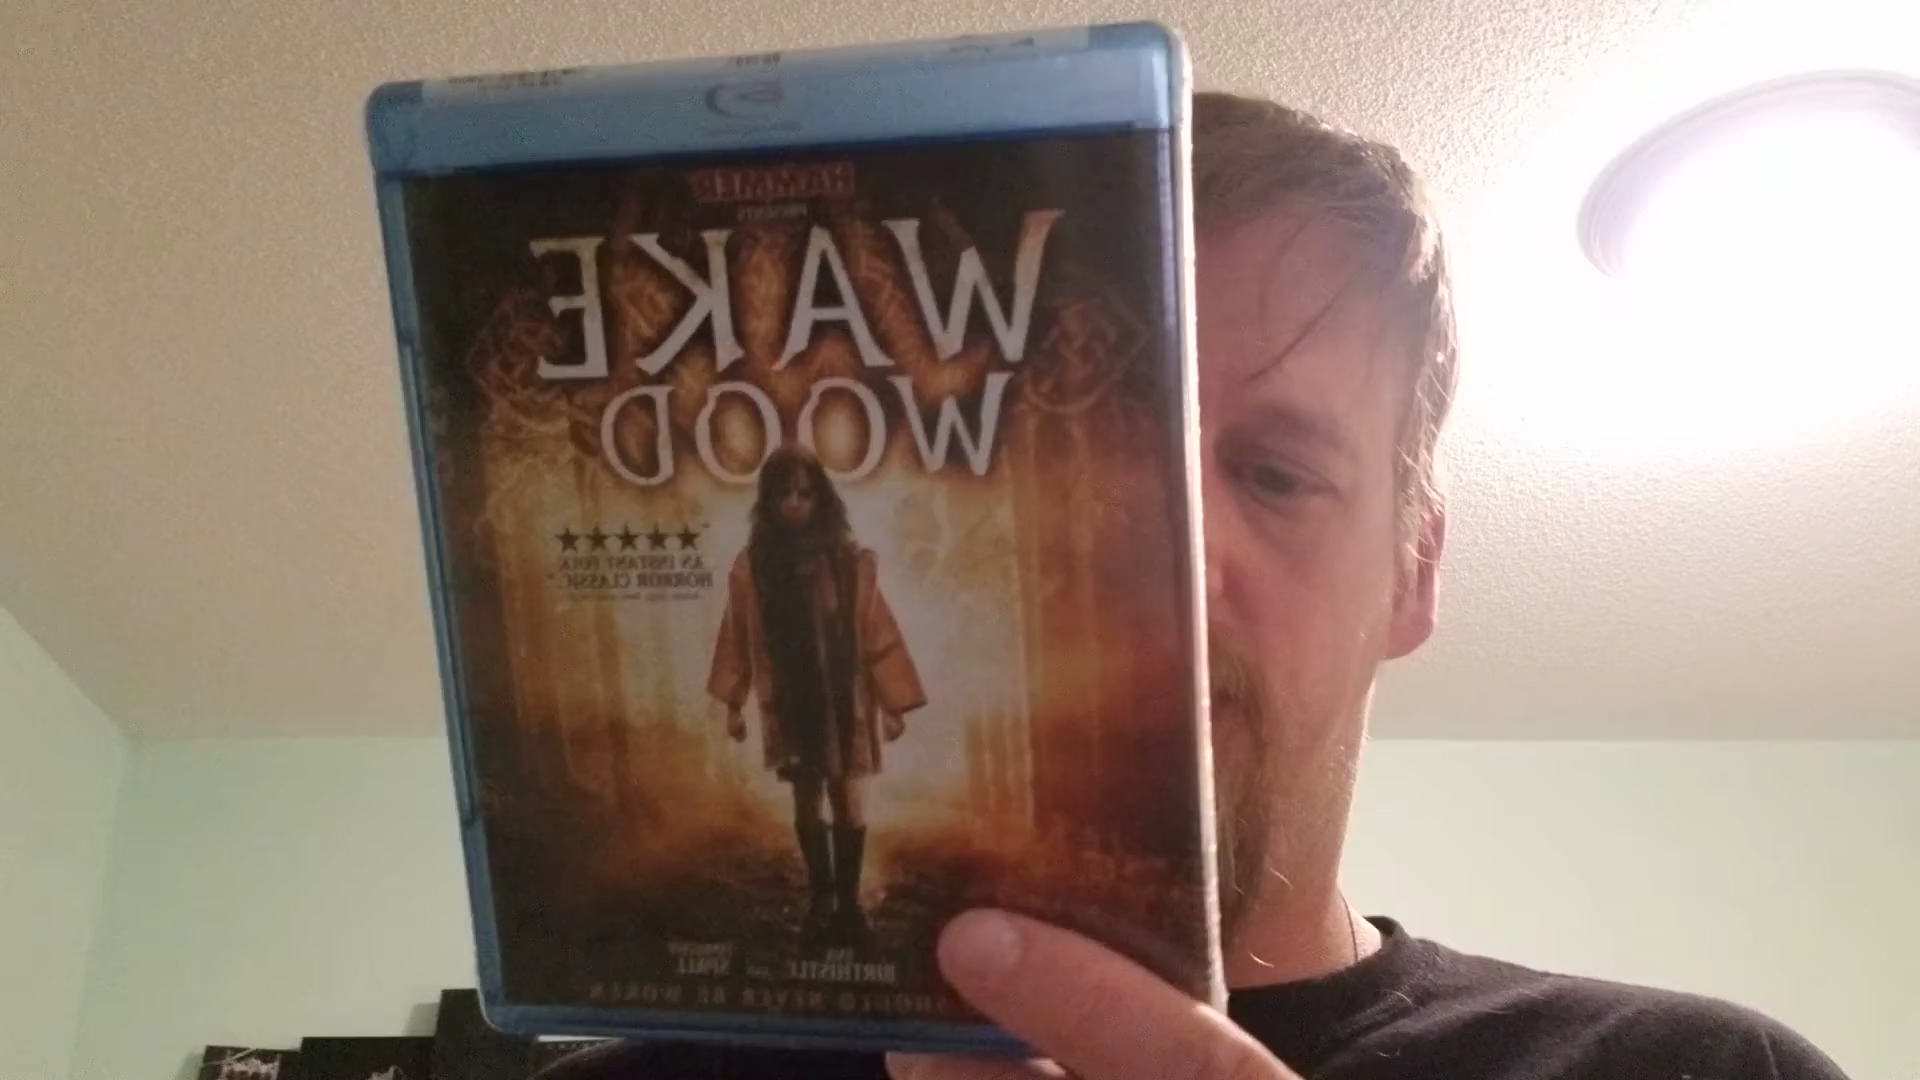 HAMMER
PRESENTS
WAKE
WOOD
"★★★★★
AN INSTANT FOLK
HORROR CLASSIC."
EVA
BIRTHISTLE
TIMOTHY
SPALL
SHOULD NEVER BE WOKEN